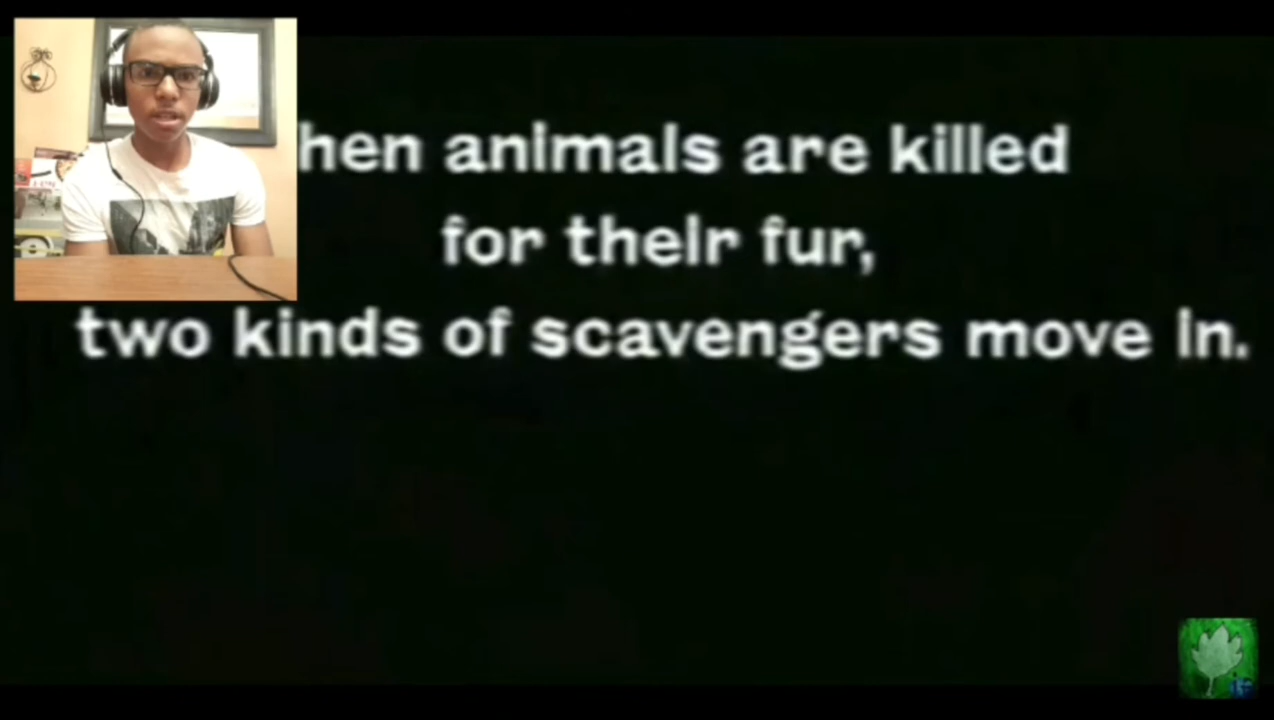 hen animals are killed
for their fur,
two kinds of scavengers move in.